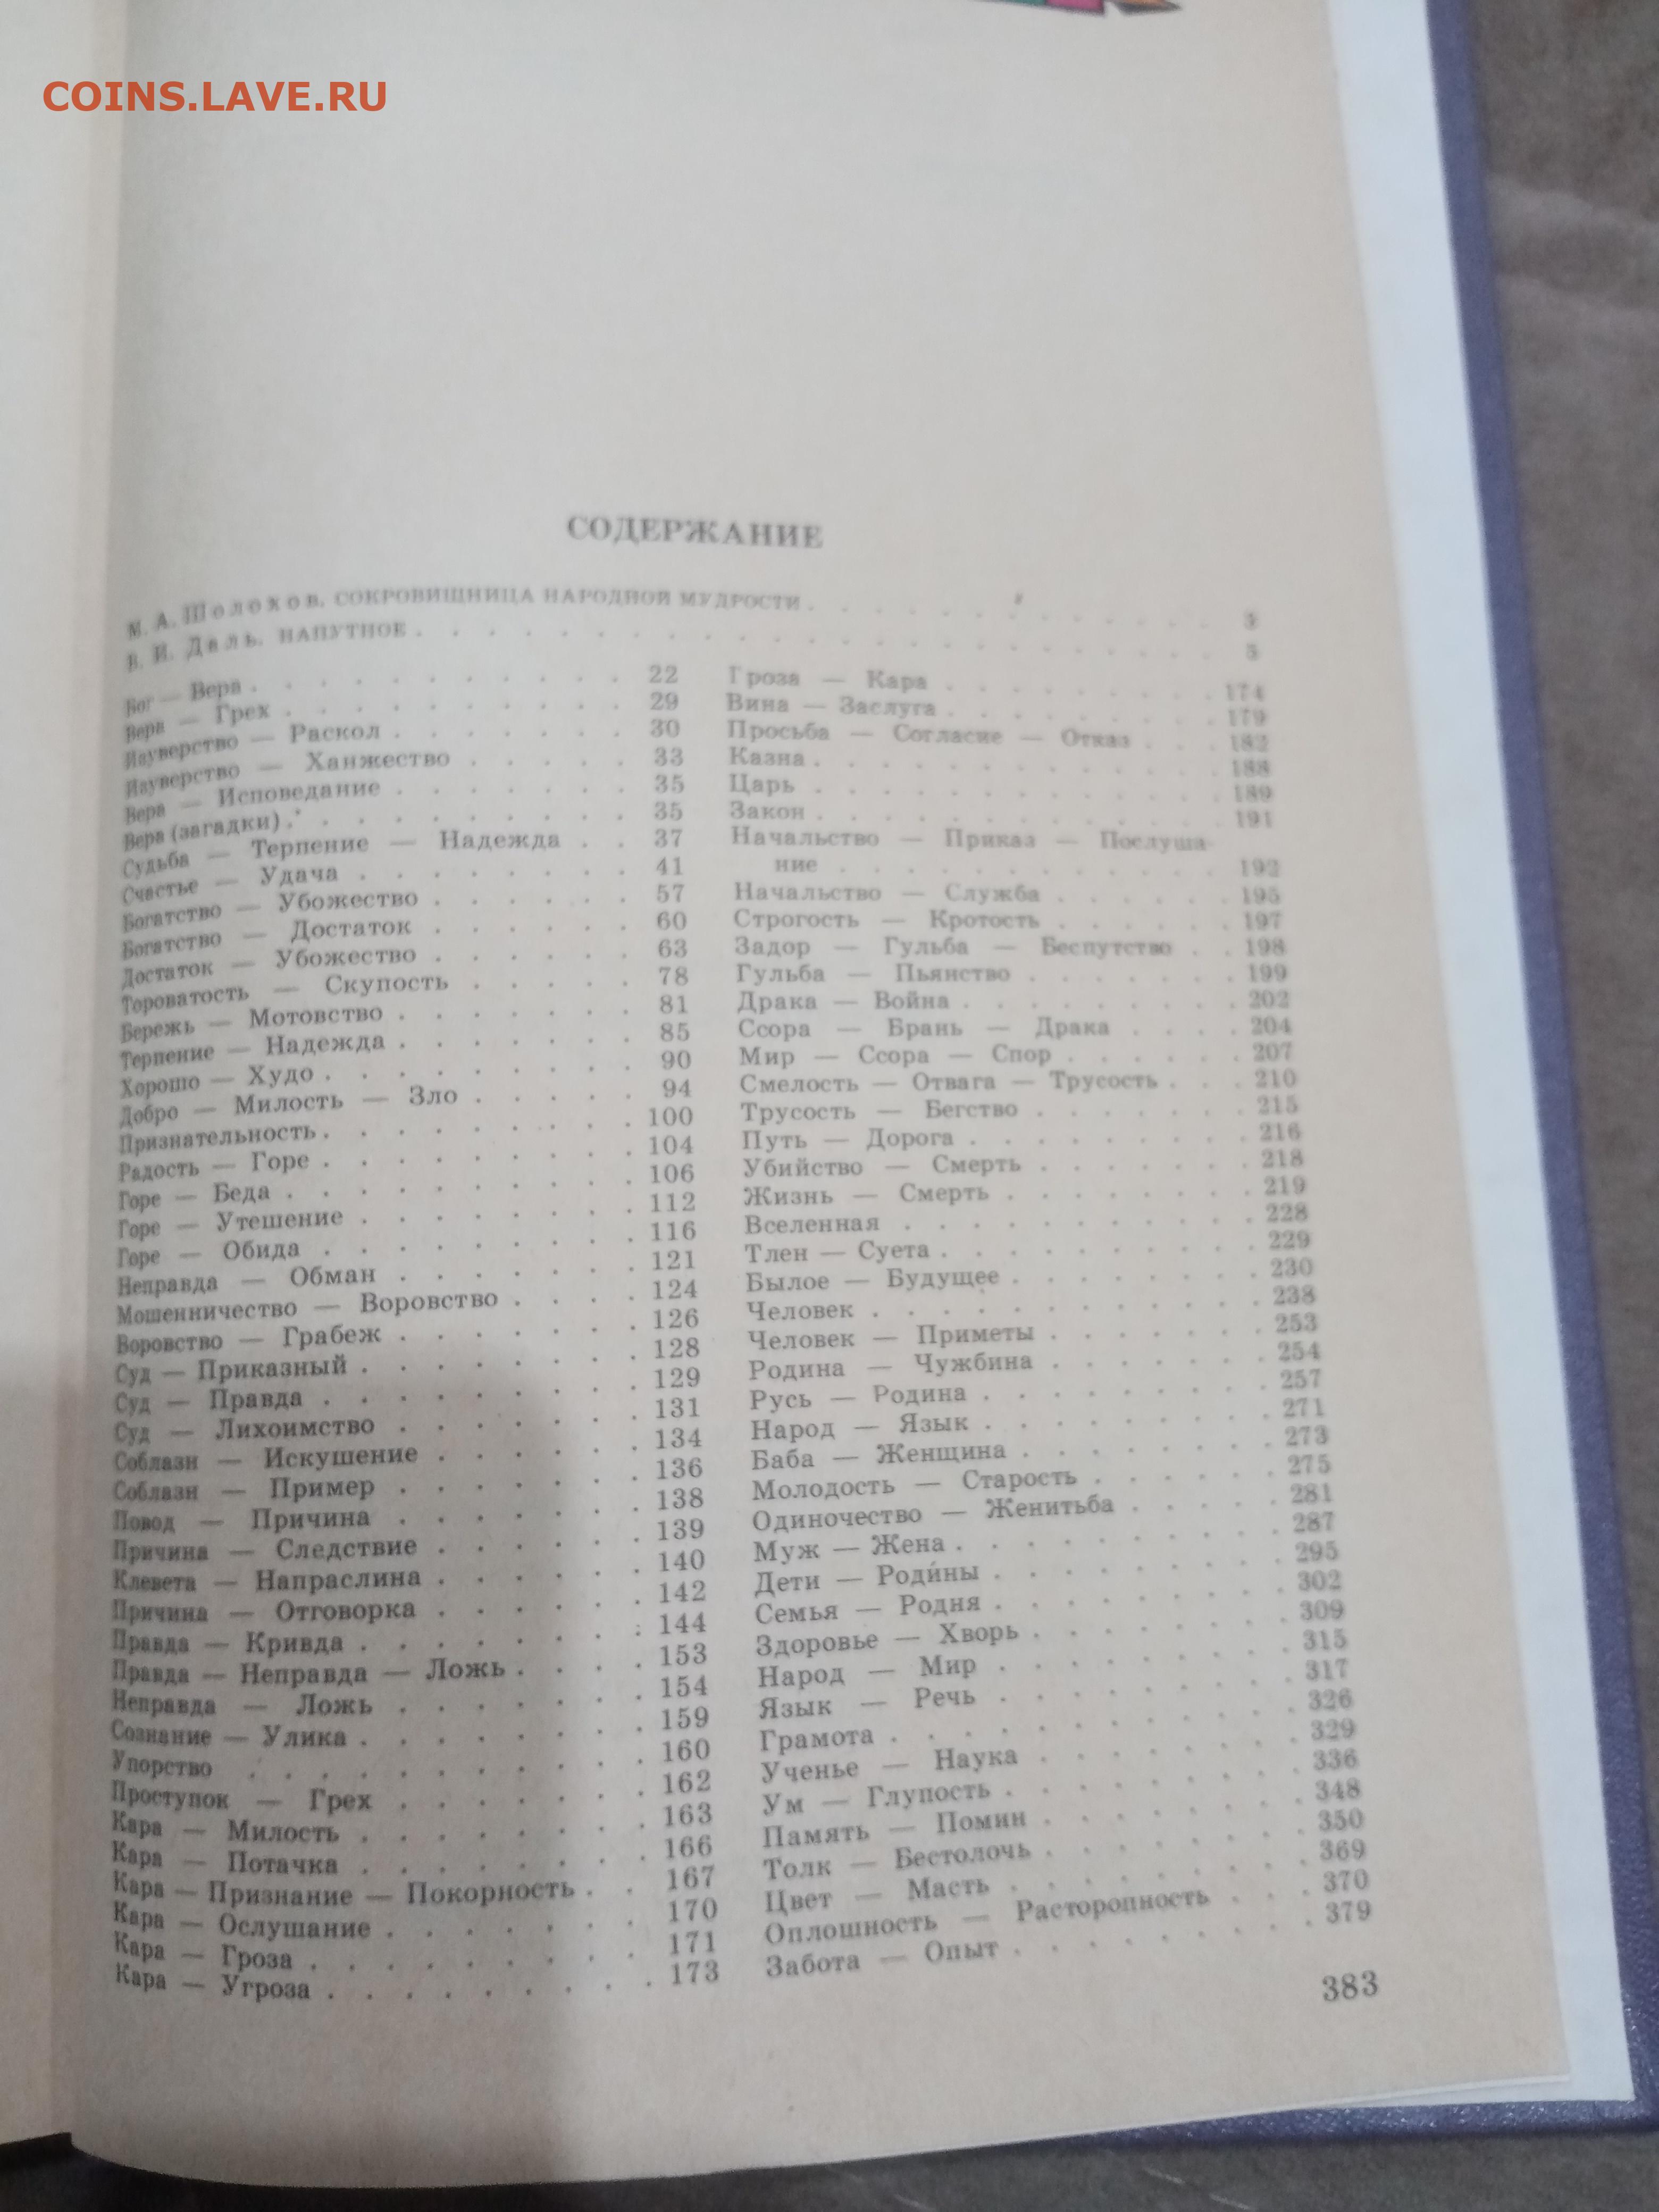 COINS.LAVE.RU
СОДЕРЖАНИЕ
М. А. Шолохов. СОКРОВИЩНИЦА НАРОДНОЙ МУДРОСТИ . . . 3
В. И. Даль. НАПУТНОЕ . . . 5
Бог — Вера . . . 22
Вера — Грех . . . 29
Изуверство — Раскол . . . 30
Изуверство — Ханжество . . . 33
Вера — Исповедание . . . 35
Вера (загадки) . . . 35
Судьба — Терпение — Надежда . . 37
Счастье — Удача . . . 41
Богатство — Убожество . . . 57
Богатство — Достаток . . . 60
Достаток — Убожество . . . 63
Тороватость — Скупость . . . 78
Бережь — Мотовство . . . 81
Терпение — Надежда . . . 85
Хорошо — Худо . . . 90
Добро — Милость — Зло . . . 94
Признательность . . . 100
Радость — Горе . . . 104
Горе — Беда . . . 106
Горе — Утешение . . . 112
Горе — Обида . . . 116
Неправда — Обман . . . 121
Мошенничество — Воровство . . . 124
Воровство — Грабеж . . . 126
Суд — Приказный . . . 128
Суд — Правда . . . 129
Суд — Лихоимство . . . 131
Соблазн — Искушение . . . 134
Соблазн — Пример . . . 136
Повод — Причина . . . 138
Причина — Следствие . . . 139
Клевета — Напраслина . . . 140
Причина — Отговорка . . . 142
Правда — Кривда . . . 144
Правда — Неправда — Ложь . . . 153
Неправда — Ложь . . . 154
Сознание — Улика . . . 159
Упорство . . . 160
Проступок — Грех . . . 162
Кара — Милость . . . 163
Кара — Потачка . . . 166
Кара — Признание — Покорность . . 167
Кара — Ослушание . . . 170
Кара — Гроза . . . 171
Кара — Угроза . . . 173
Гроза — Кара . . . 174
Вина — Заслуга . . . 179
Просьба — Согласие — Отказ . . . 182
Казна . . . 188
Царь . . . 189
Закон . . . 191
Начальство — Приказ — Послуша-
ние . . . 192
Начальство — Служба . . . 195
Строгость — Кротость . . . 197
Задор — Гульба — Беспутство . . 198
Гульба — Пьянство . . . 199
Драка — Война . . . 202
Ссора — Брань — Драка . . . 204
Мир — Ссора — Спор . . . 207
Смелость — Отвага — Трусость . . . 210
Трусость — Бегство . . . 215
Путь — Дорога . . . 216
Убийство — Смерть . . . 218
Жизнь — Смерть . . . 219
Вселенная . . . 228
Тлен — Суета . . . 229
Былое — Будущее . . . 230
Человек . . . 238
Человек — Приметы . . . 253
Родина — Чужбина . . . 254
Русь — Родина . . . 257
Народ — Язык . . . 271
Баба — Женщина . . . 273
Молодость — Старость . . . 275
Одиночество — Женитьба . . . 281
Муж — Жена . . . 287
Дети — Роди́ны . . . 295
Семья — Родня . . . 302
Здоровье — Хворь . . . 309
Народ — Мир . . . 315
Язык — Речь . . . 317
Грамота . . . 326
Ученье — Наука . . . 329
Ум — Глупость . . . 336
Память — Помин . . . 348
Толк — Бестолочь . . . 350
Цвет — Масть . . . 369
Оплошность — Расторопность . . . 370
Забота — Опыт . . . 379
383